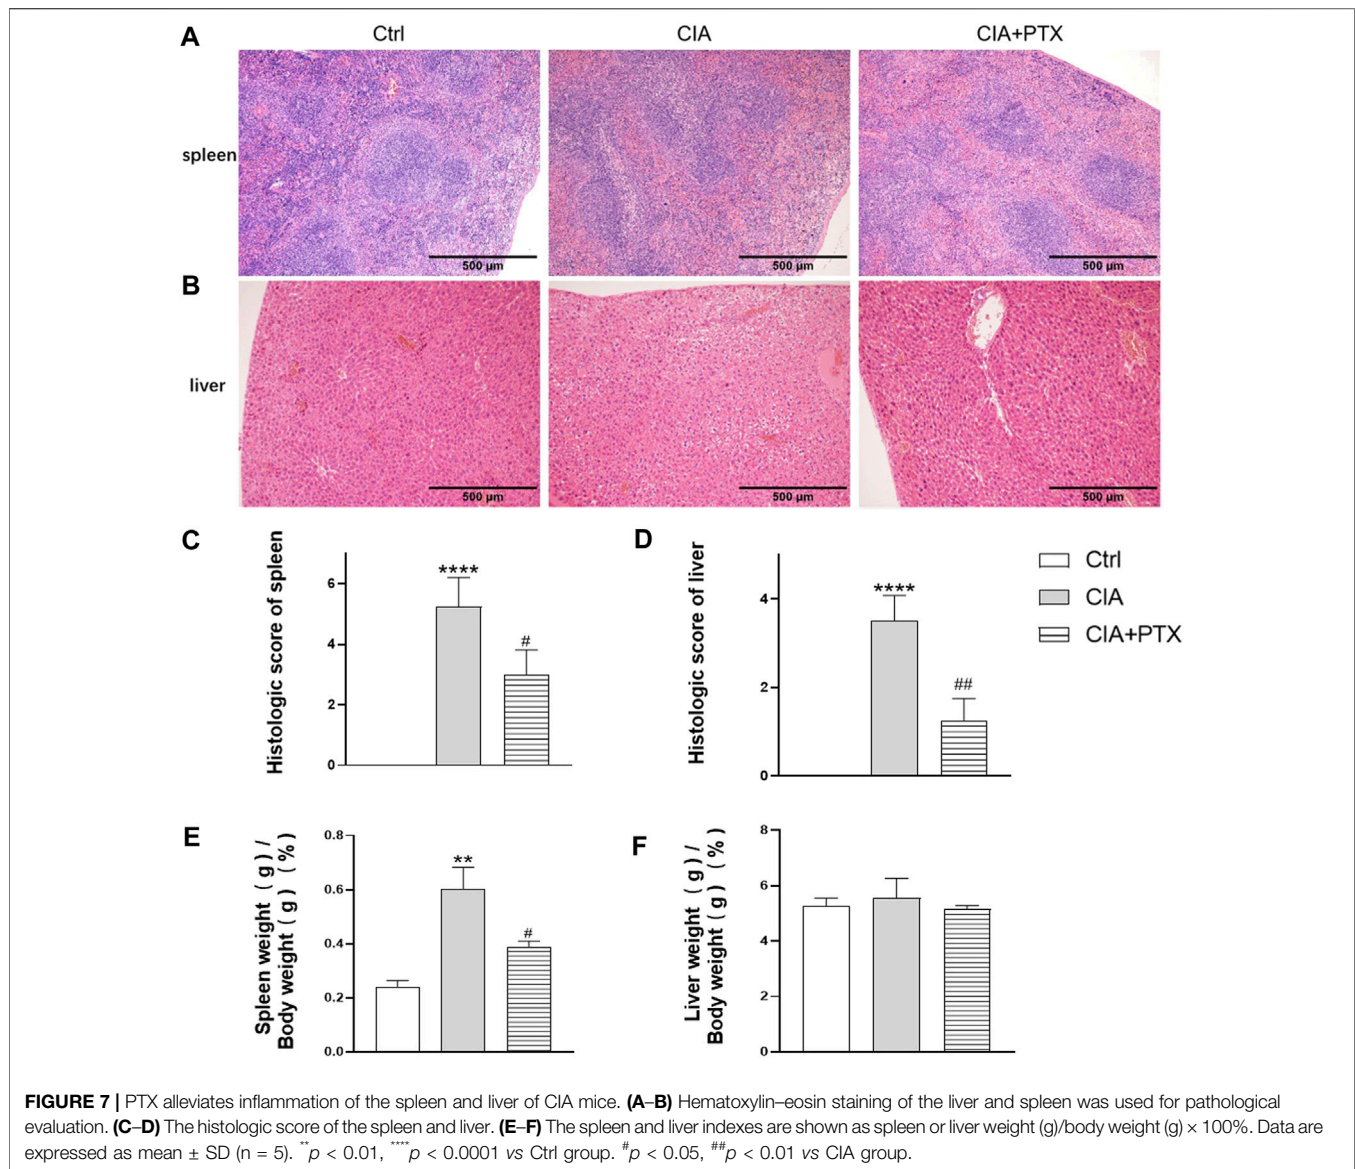 A
Ctrl
CIA
CIA+PTX
spleen
500 µm
500 µm
500 µm
B
liver
500 µm
500 µm
500 µm
C
Histologic score of spleen
6
4
2
0
****
#
D
Histologic score of liver
4
2
0
****
##
Ctrl
CIA
CIA+PTX
E
Spleen weight ( g ) /
Body weight ( g ) ( % )
0.8
0.6
0.4
0.2
0.0
**
#
F
Liver weight ( g ) /
Body weight ( g ) ( % )
8
6
4
2
0
FIGURE 7 | PTX alleviates inflammation of the spleen and liver of CIA mice. (A–B) Hematoxylin–eosin staining of the liver and spleen was used for pathological
evaluation. (C–D) The histologic score of the spleen and liver. (E–F) The spleen and liver indexes are shown as spleen or liver weight (g)/body weight (g) × 100%. Data are
expressed as mean ± SD (n = 5). **p < 0.01, ****p < 0.0001 vs Ctrl group. #p < 0.05, ##p < 0.01 vs CIA group.